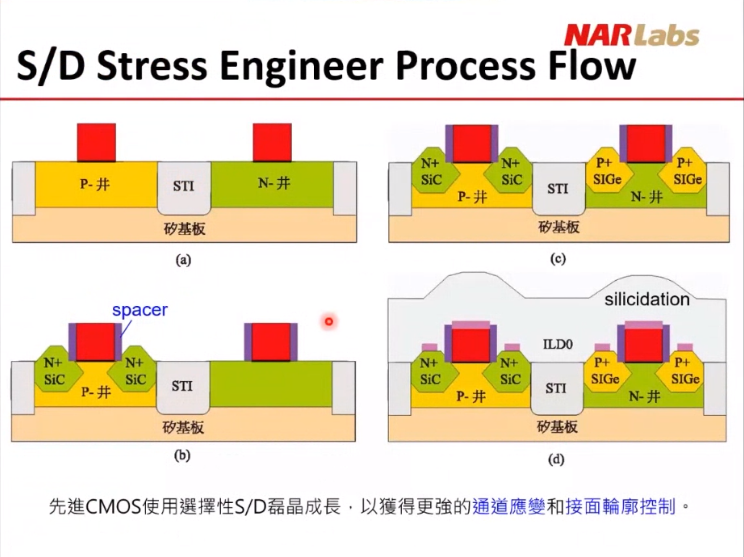 NARLabs
S/D Stress Engineer Process Flow
P- 井
STI
N- 井
矽基板
(a)
N+
SiC
N+
SiC
P+
SIGe
P+
SIGe
P- 井
STI
N- 井
矽基板
(c)
spacer
N+
SiC
N+
SiC
P- 井
STI
矽基板
(b)
silicidation
ILD0
N+
SiC
N+
SiC
P+
SIGe
P+
SIGe
P- 井
STI
N- 井
矽基板
(d)
先進CMOS使用選擇性S/D磊晶成長，以獲得更強的通道應變和接面輪廓控制。